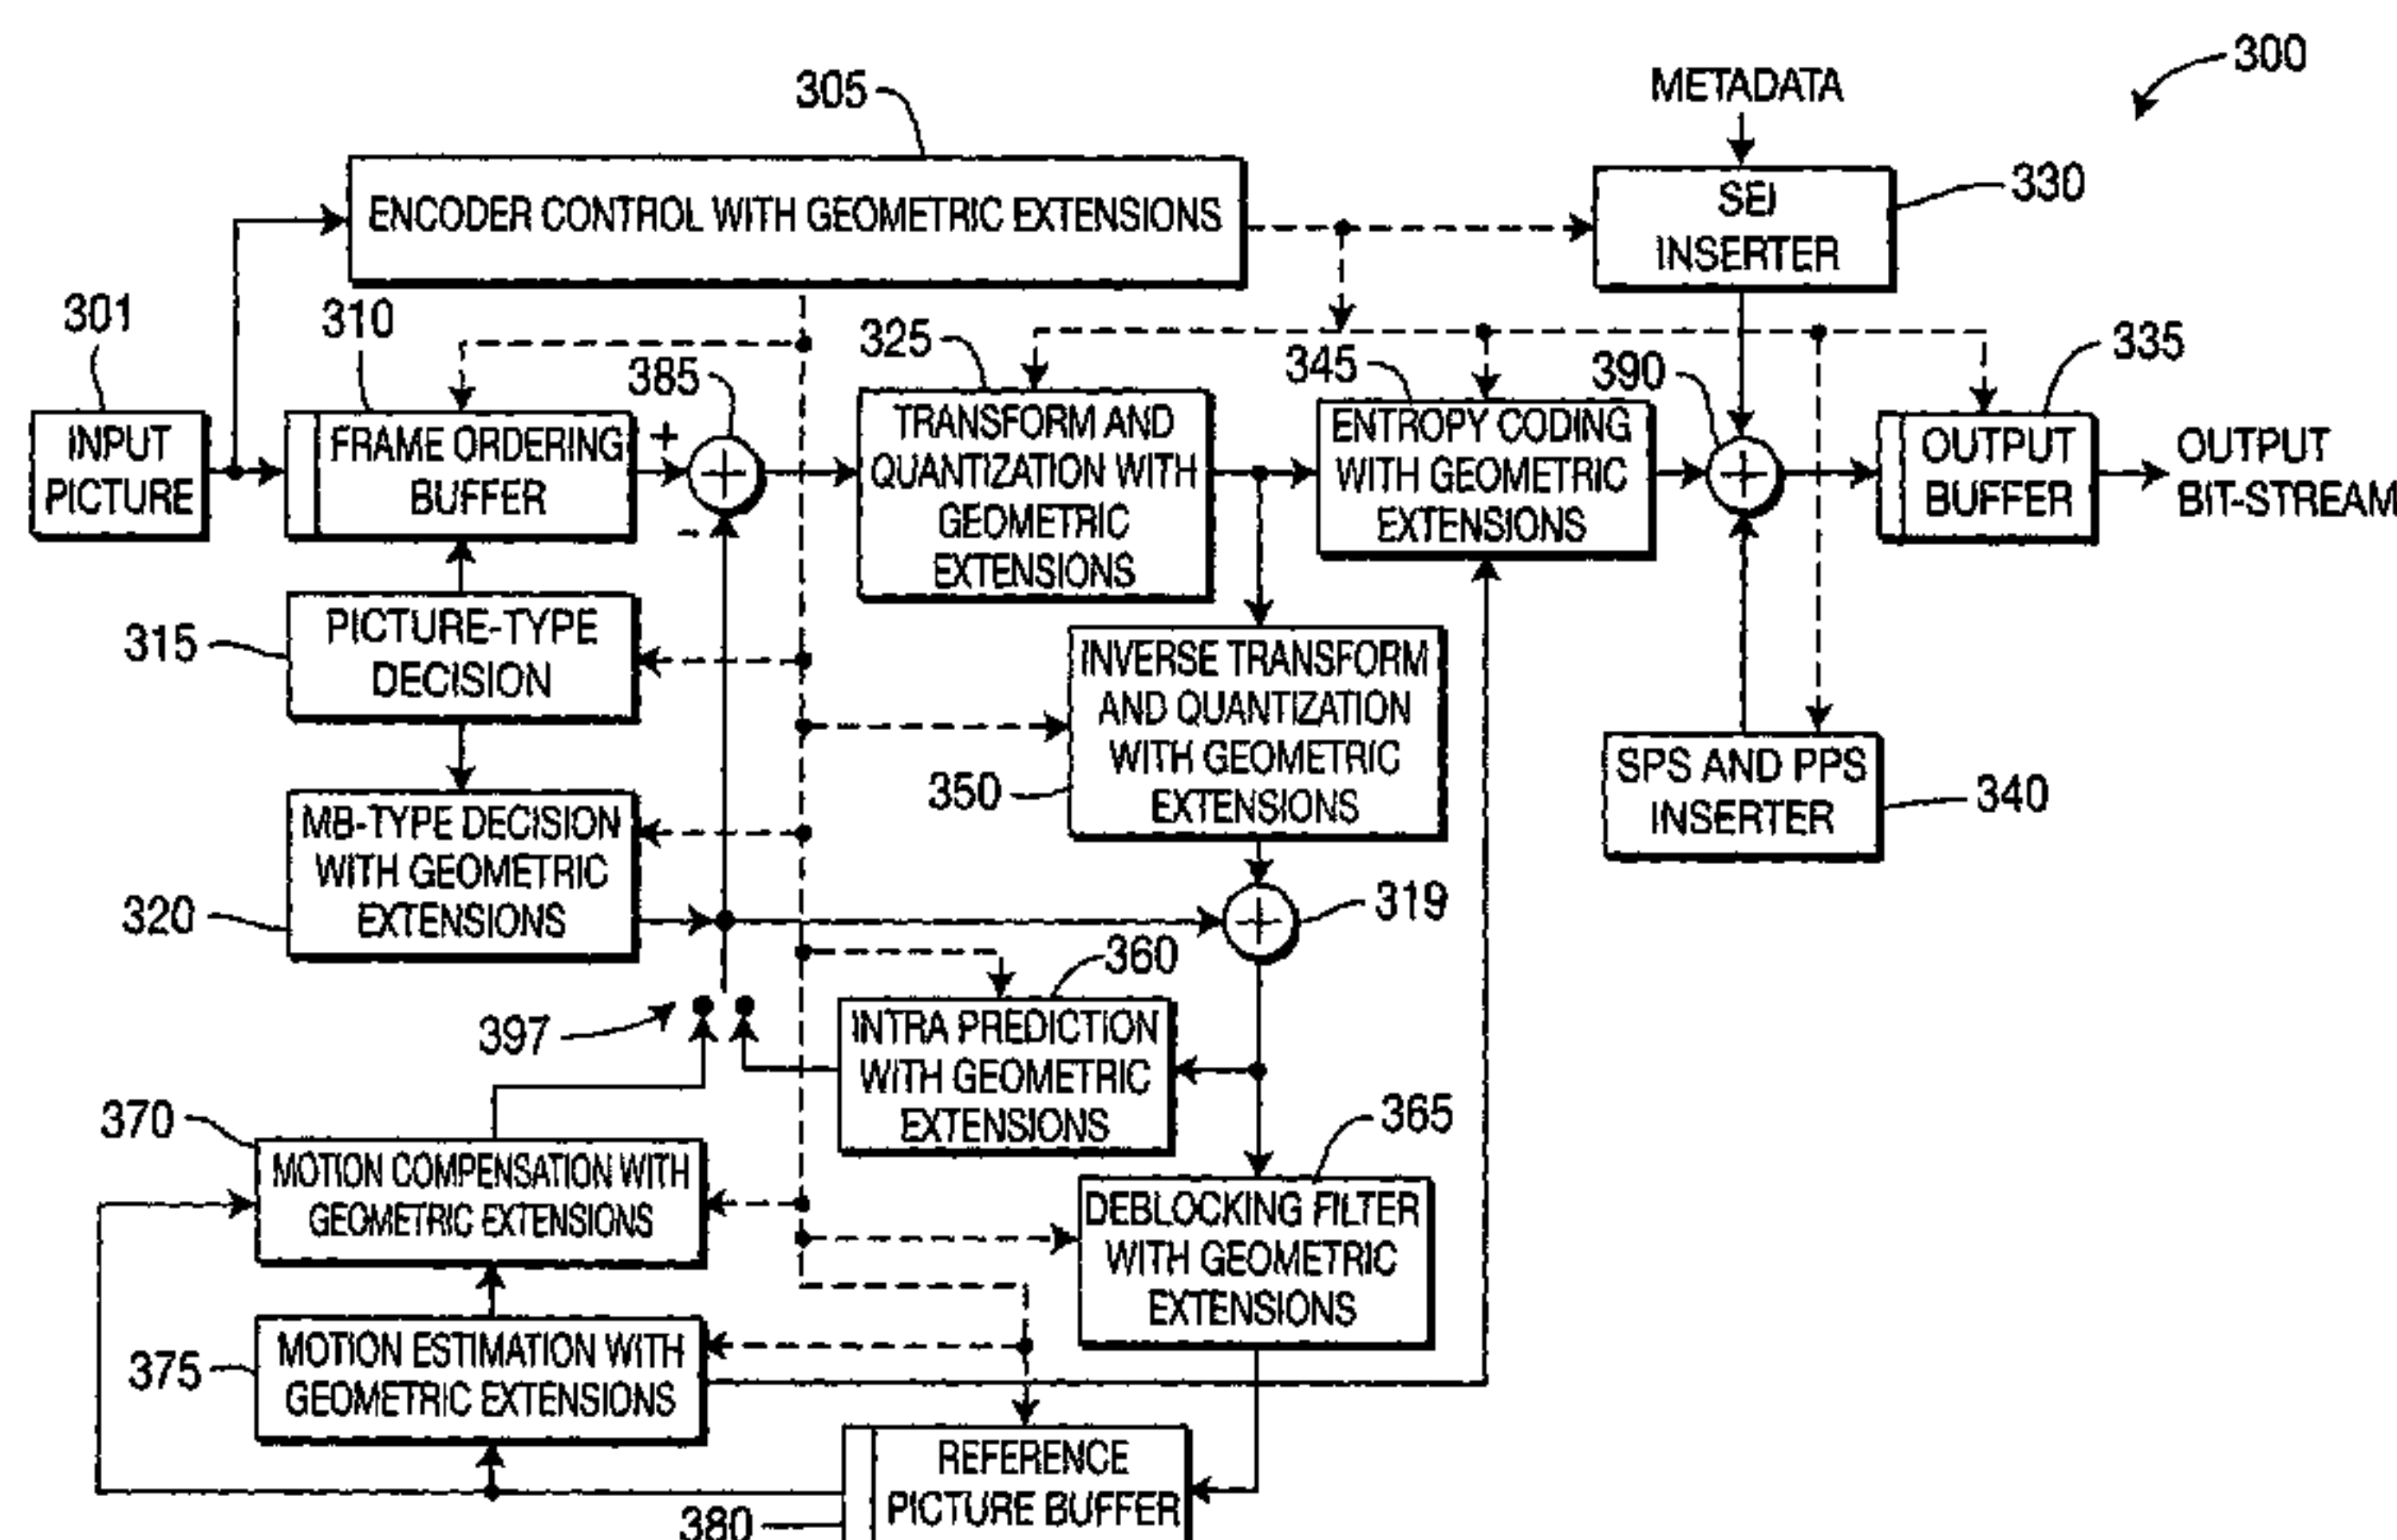 300
METADATA
305
ENCODER CONTROL WITH GEOMETRIC EXTENSIONS
SEI
INSERTER
330
301
INPUT
PICTURE
310
FRAME ORDERING
BUFFER
+
-
385
325
TRANSFORM AND
QUANTIZATION WITH
GEOMETRIC
EXTENSIONS
345
ENTROPY CODING
WITH GEOMETRIC
EXTENSIONS
390
335
OUTPUT
BUFFER
OUTPUT
BIT-STREAM
315
PICTURE-TYPE
DECISION
INVERSE TRANSFORM
AND QUANTIZATION
WITH GEOMETRIC
EXTENSIONS
350
SPS AND PPS
INSERTER
340
MB-TYPE DECISION
WITH GEOMETRIC
EXTENSIONS
320
319
360
INTRA PREDICTION
WITH GEOMETRIC
EXTENSIONS
397
370
MOTION COMPENSATION WITH
GEOMETRIC EXTENSIONS
365
DEBLOCKING FILTER
WITH GEOMETRIC
EXTENSIONS
375
MOTION ESTIMATION WITH
GEOMETRIC EXTENSIONS
REFERENCE
PICTURE BUFFER
380